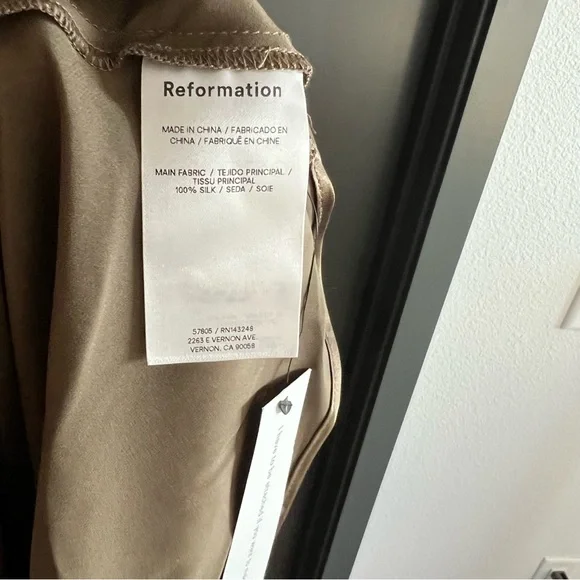 Reformation
MADE IN CHINA / FABRICADO EN
CHINA / FABRIQUÉ EN CHINE
MAIN FABRIC / TEJIDO PRINCIPAL /
TISSU PRINCIPAL
100% SILK / SEDA / SOIE
57805 / RN143248
2263 E VERNON AVE.
VERNON, CA 90058